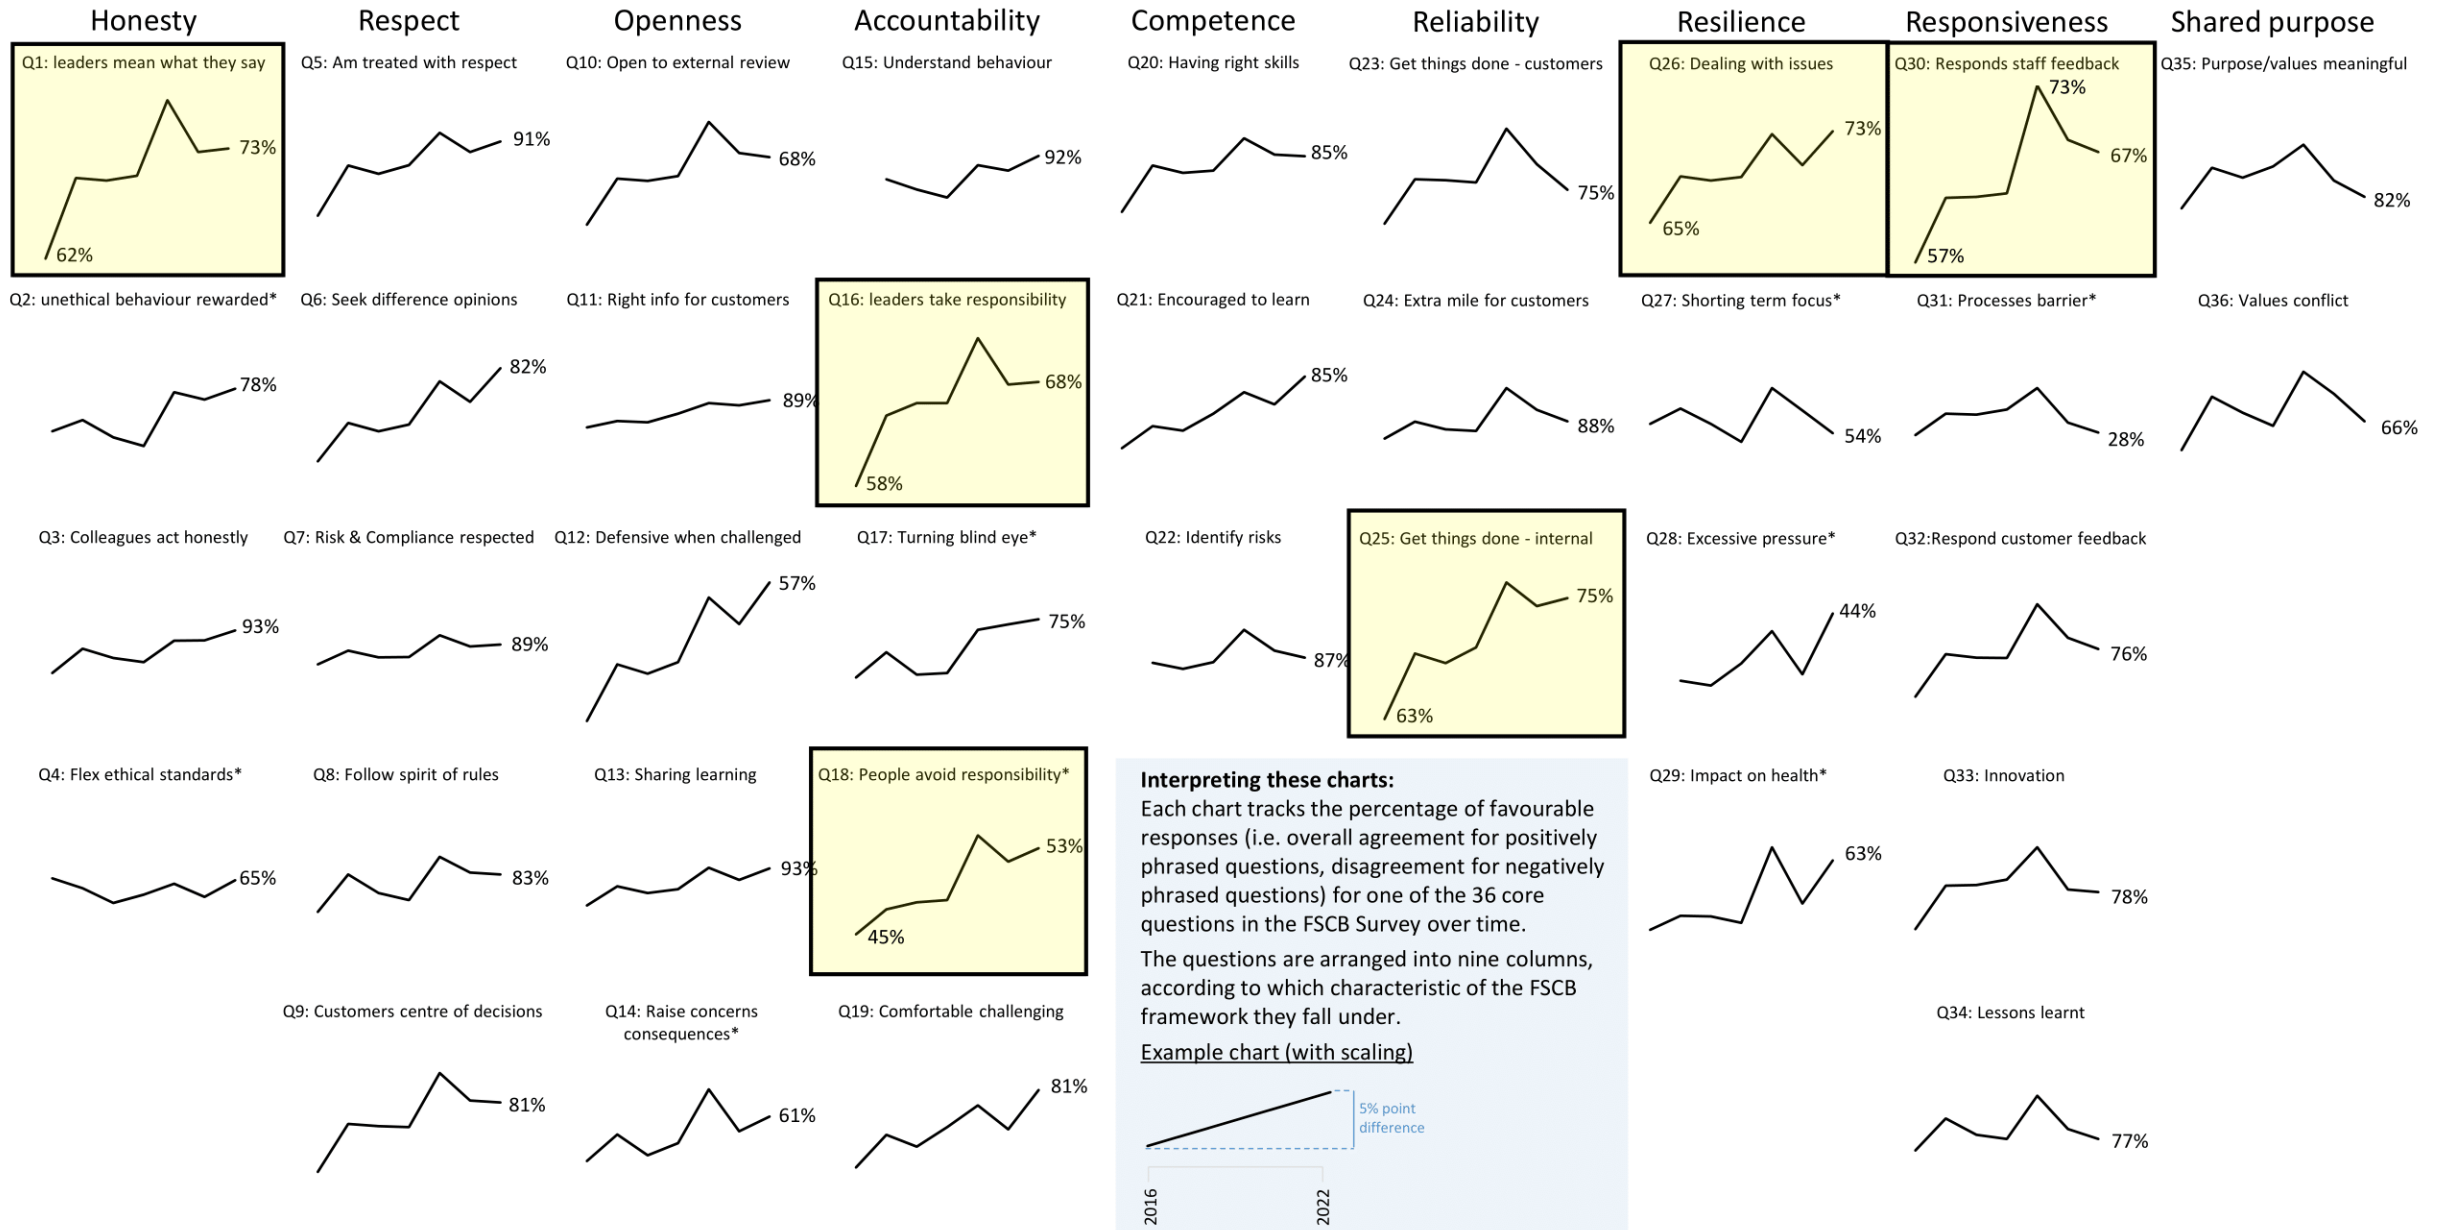 Honesty
Respect
Openness
Accountability
Competence
Reliability
Resilience
Responsiveness
Shared purpose
Q1: leaders mean what they say
73%
62%
Q5: Am treated with respect
91%
Q10: Open to external review
68%
Q15: Understand behaviour
92%
Q20: Having right skills
85%
Q23: Get things done - customers
75%
Q26: Dealing with issues
73%
65%
Q30: Responds staff feedback
73%
67%
57%
Q35: Purpose/values meaningful
82%
Q2: unethical behaviour rewarded*
78%
Q6: Seek difference opinions
82%
Q11: Right info for customers
89%
Q16: leaders take responsibility
68%
58%
Q21: Encouraged to learn
85%
Q24: Extra mile for customers
88%
Q27: Shorting term focus*
54%
Q31: Processes barrier*
28%
Q36: Values conflict
66%
Q3: Colleagues act honestly
93%
Q7: Risk & Compliance respected
89%
Q12: Defensive when challenged
57%
Q17: Turning blind eye*
75%
Q22: Identify risks
87%
Q25: Get things done - internal
75%
63%
Q28: Excessive pressure*
44%
Q32:Respond customer feedback
76%
Q4: Flex ethical standards*
65%
Q8: Follow spirit of rules
83%
Q13: Sharing learning
93%
Q18: People avoid responsibility*
53%
45%
Q29: Impact on health*
63%
Q33: Innovation
78%
Q9: Customers centre of decisions
81%
Q14: Raise concerns
consequences*
61%
Q19: Comfortable challenging
81%
Q34: Lessons learnt
77%
Interpreting these charts:
Each chart tracks the percentage of favourable
responses (i.e. overall agreement for positively
phrased questions, disagreement for negatively
phrased questions) for one of the 36 core
questions in the FSCB Survey over time.
The questions are arranged into nine columns,
according to which characteristic of the FSCB
framework they fall under.
Example chart (with scaling)
5% point
difference
2016
2022